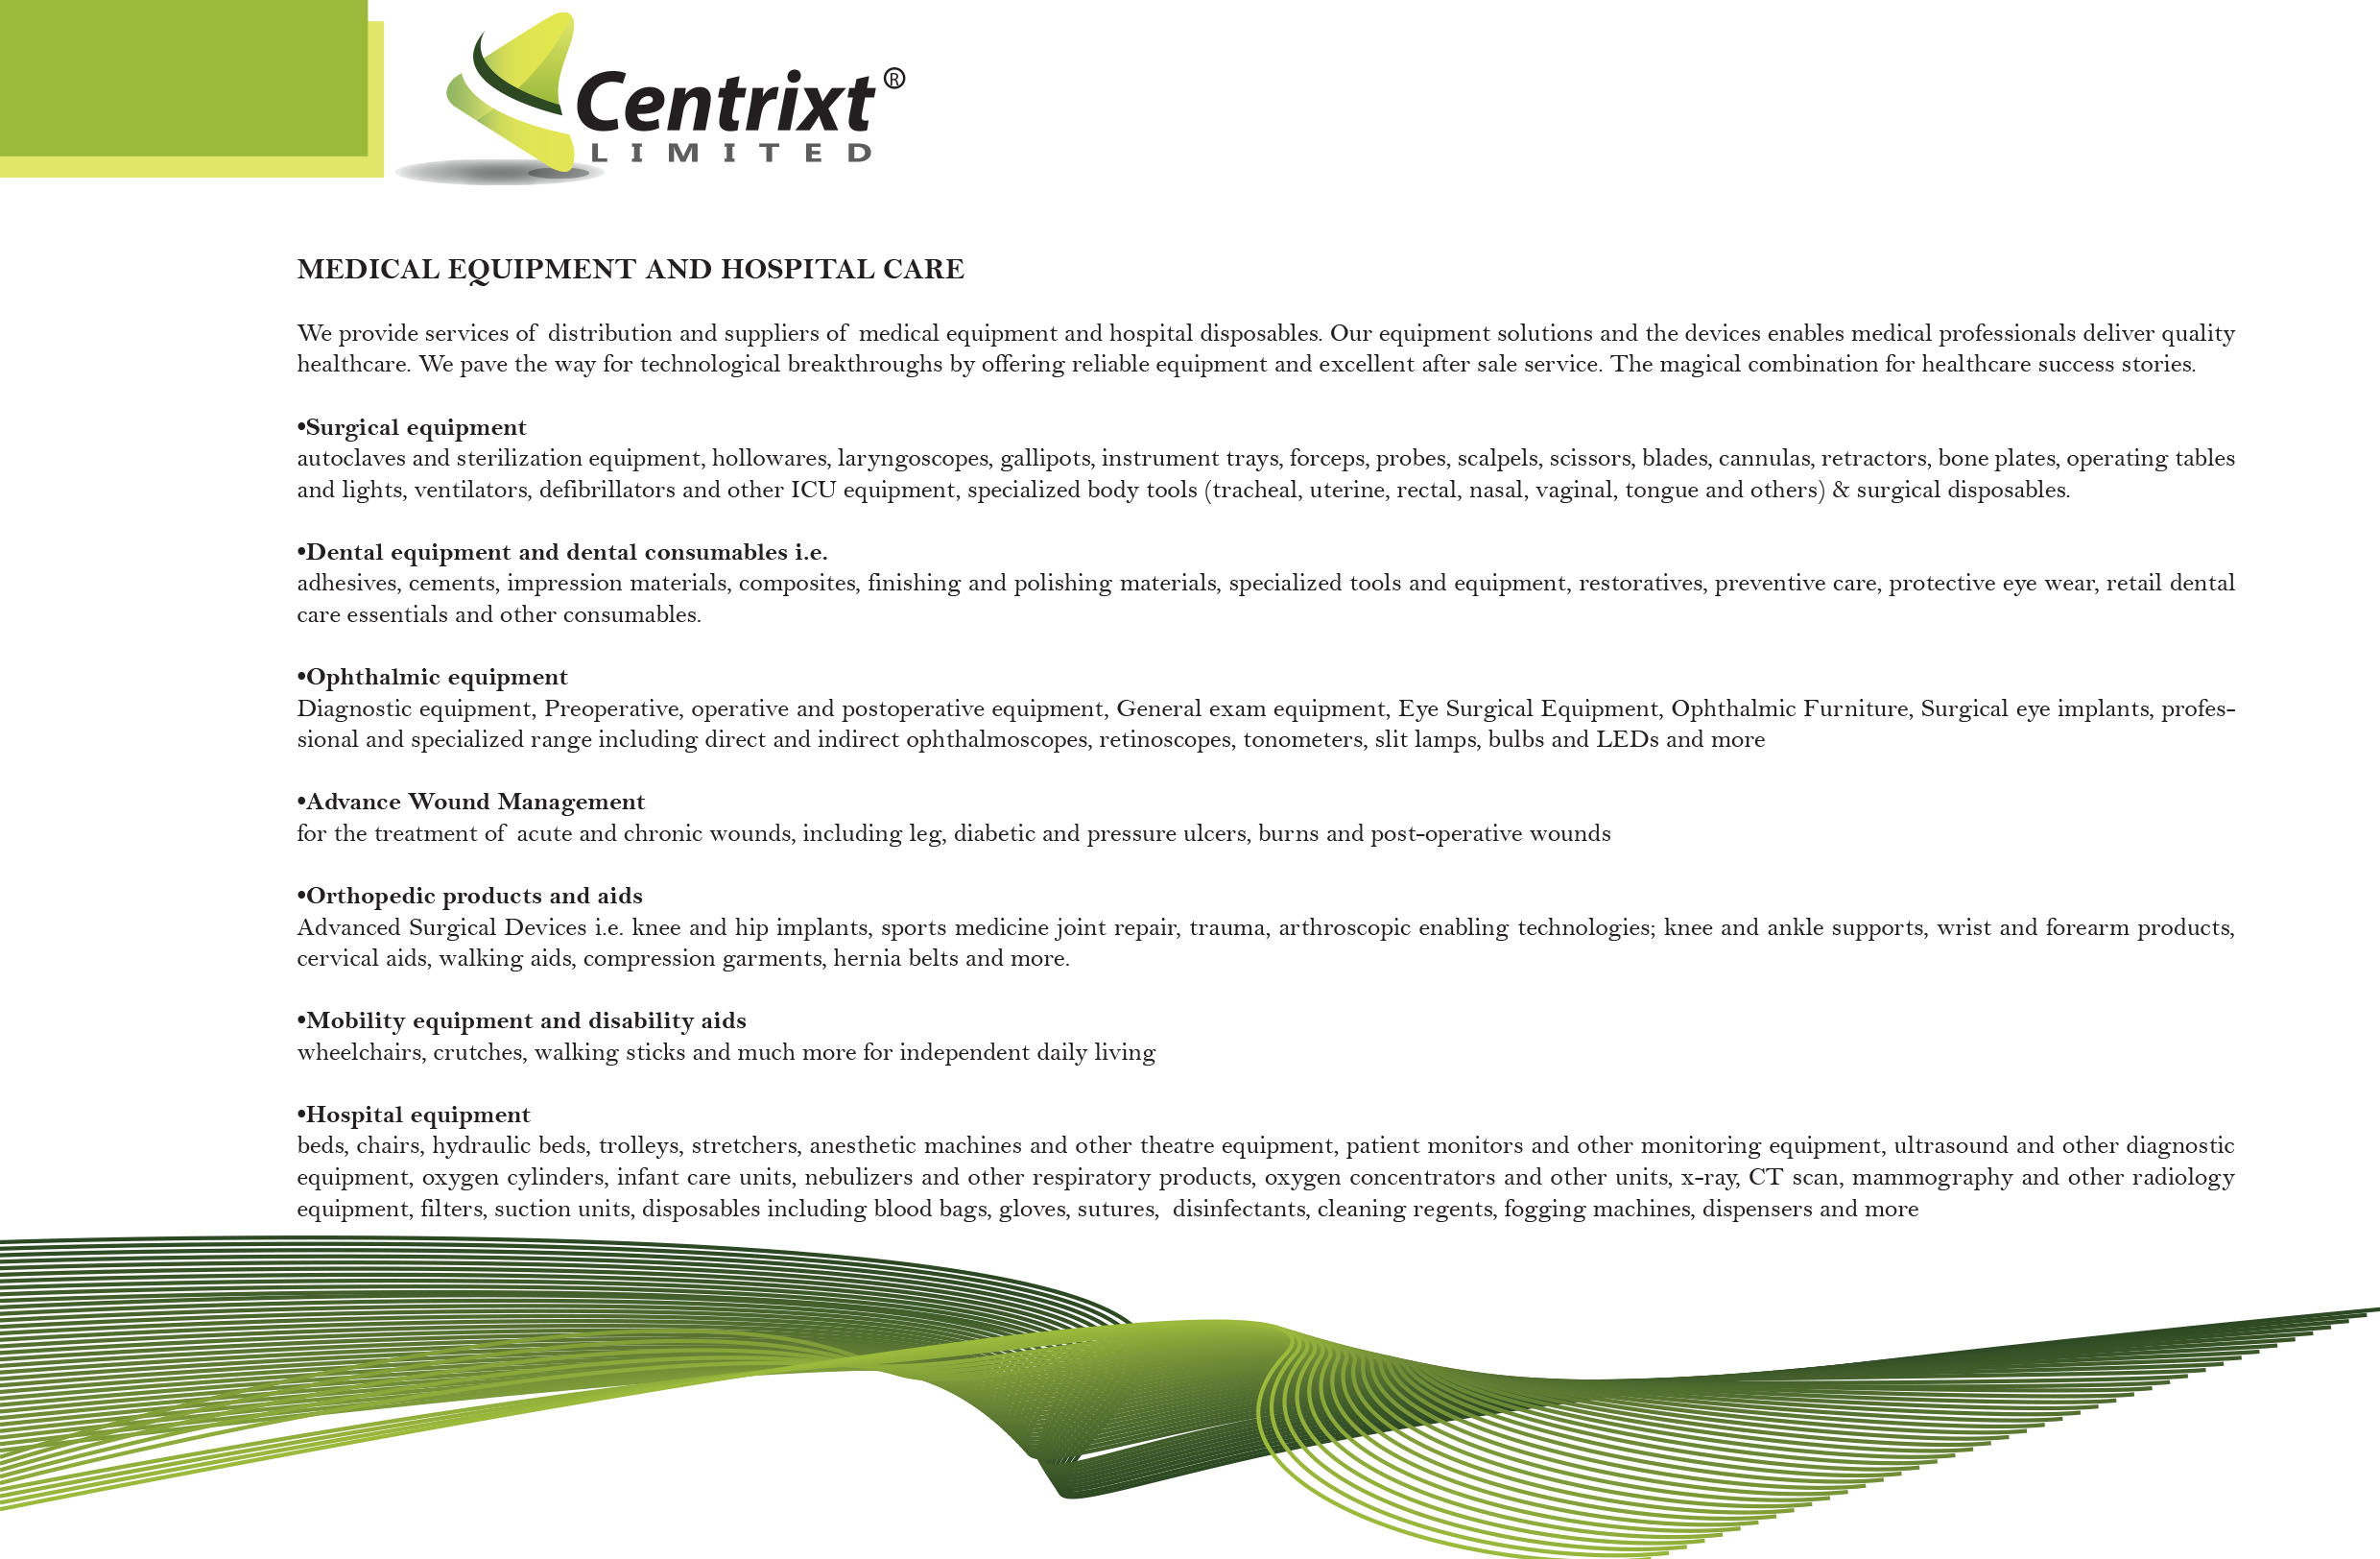 Centrixt®
LIMITED
MEDICAL EQUIPMENT AND HOSPITAL CARE
We provide services of distribution and suppliers of medical equipment and hospital disposables. Our equipment solutions and the devices enables medical professionals deliver quality
healthcare. We pave the way for technological breakthroughs by offering reliable equipment and excellent after sale service. The magical combination for healthcare success stories.
•Surgical equipment
autoclaves and sterilization equipment, hollowares, laryngoscopes, gallipots, instrument trays, forceps, probes, scalpels, scissors, blades, cannulas, retractors, bone plates, operating tables
and lights, ventilators, defibrillators and other ICU equipment, specialized body tools (tracheal, uterine, rectal, nasal, vaginal, tongue and others) & surgical disposables.
•Dental equipment and dental consumables i.e.
adhesives, cements, impression materials, composites, finishing and polishing materials, specialized tools and equipment, restoratives, preventive care, protective eye wear, retail dental
care essentials and other consumables.
•Ophthalmic equipment
Diagnostic equipment, Preoperative, operative and postoperative equipment, General exam equipment, Eye Surgical Equipment, Ophthalmic Furniture, Surgical eye implants, profes-
sional and specialized range including direct and indirect ophthalmoscopes, retinoscopes, tonometers, slit lamps, bulbs and LEDs and more
•Advance Wound Management
for the treatment of acute and chronic wounds, including leg, diabetic and pressure ulcers, burns and post-operative wounds
•Orthopedic products and aids
Advanced Surgical Devices i.e. knee and hip implants, sports medicine joint repair, trauma, arthroscopic enabling technologies; knee and ankle supports, wrist and forearm products,
cervical aids, walking aids, compression garments, hernia belts and more.
•Mobility equipment and disability aids
wheelchairs, crutches, walking sticks and much more for independent daily living
•Hospital equipment
beds, chairs, hydraulic beds, trolleys, stretchers, anesthetic machines and other theatre equipment, patient monitors and other monitoring equipment, ultrasound and other diagnostic
equipment, oxygen cylinders, infant care units, nebulizers and other respiratory products, oxygen concentrators and other units, x-ray, CT scan, mammography and other radiology
equipment, filters, suction units, disposables including blood bags, gloves, sutures, disinfectants, cleaning regents, fogging machines, dispensers and more